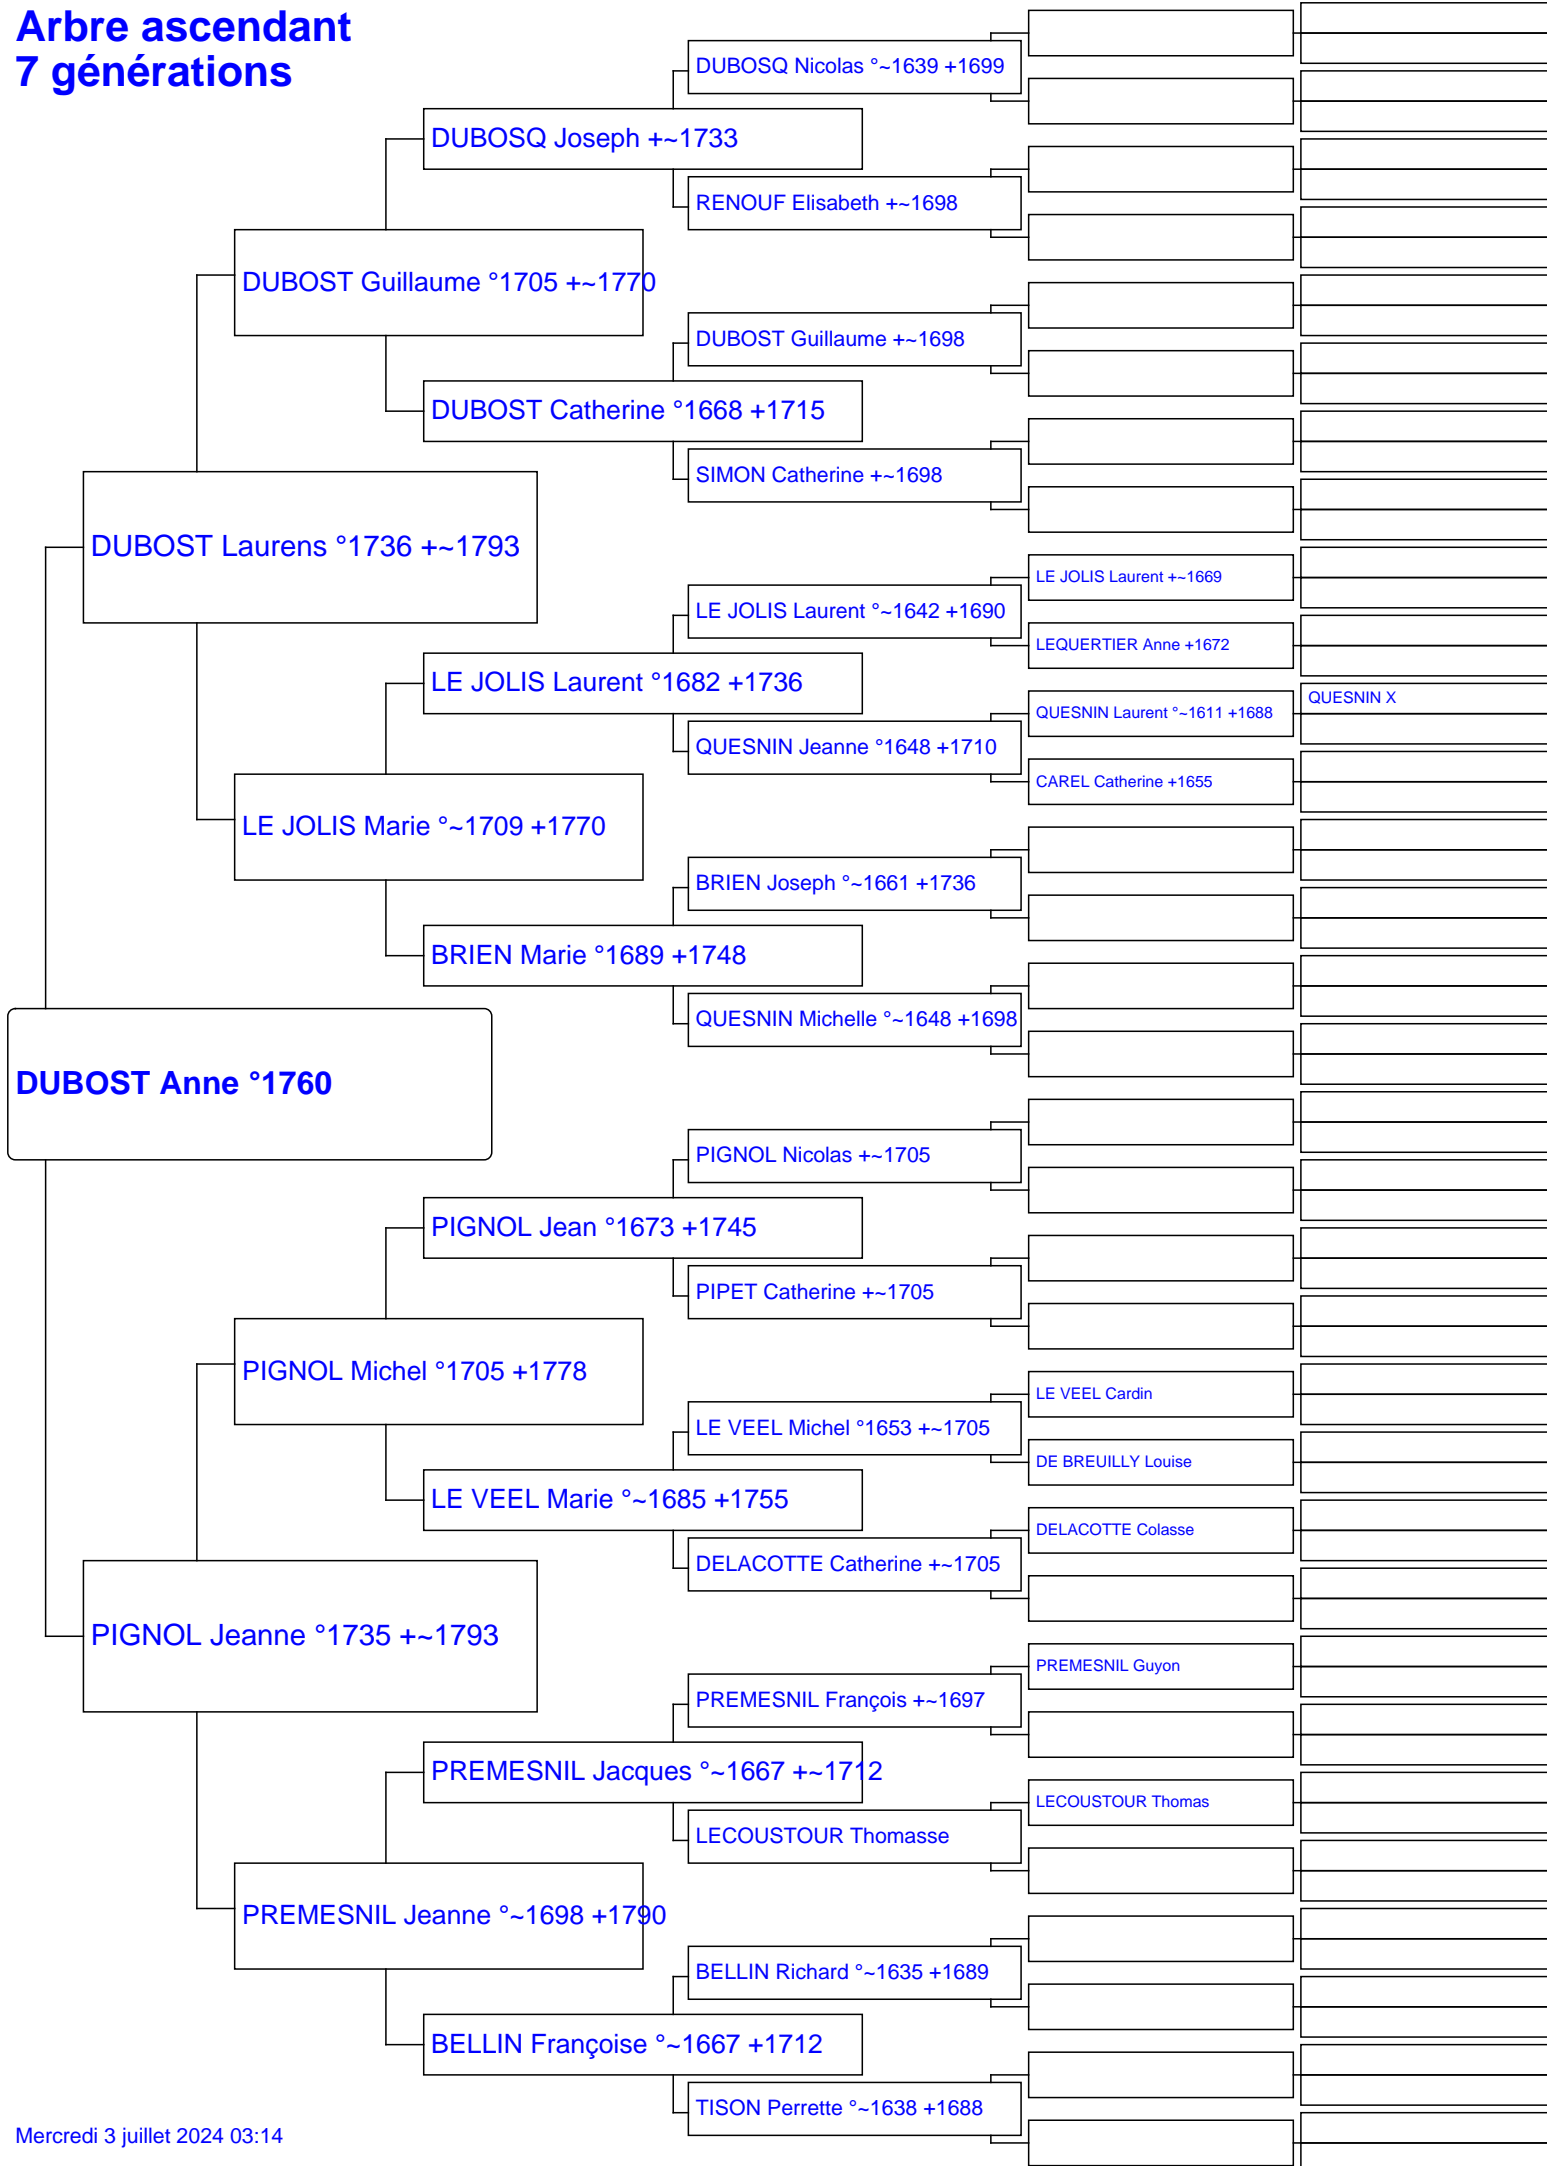 Arbre ascendant
7 générations
DUBOSQ Nicolas °~1639 +1699
DUBOSQ Joseph +~1733
RENOUF Elisabeth +~1698
DUBOST Guillaume °1705 +~1770
DUBOST Guillaume +~1698
DUBOST Catherine °1668 +1715
SIMON Catherine +~1698
DUBOST Laurens °1736 +~1793
LE JOLIS Laurent +~1669
LE JOLIS Laurent °~1642 +1690
LEQUERTIER Anne +1672
LE JOLIS Laurent °1682 +1736
QUESNIN X
QUESNIN Laurent °~1611 +1688
QUESNIN Jeanne °1648 +1710
CAREL Catherine +1655
LE JOLIS Marie °~1709 +1770
BRIEN Joseph °~1661 +1736
BRIEN Marie °1689 +1748
QUESNIN Michelle °~1648 +1698
DUBOST Anne °1760
PIGNOL Nicolas +~1705
PIGNOL Jean °1673 +1745
PIPET Catherine +~1705
PIGNOL Michel °1705 +1778
LE VEEL Cardin
LE VEEL Michel °1653 +~1705
DE BREUILLY Louise
LE VEEL Marie °~1685 +1755
DELACOTTE Colasse
DELACOTTE Catherine +~1705
PIGNOL Jeanne °1735 +~1793
PREMESNIL Guyon
PREMESNIL François +~1697
PREMESNIL Jacques °~1667 +~1712
LECOUSTOUR Thomas
LECOUSTOUR Thomasse
PREMESNIL Jeanne °~1698 +1790
BELLIN Richard °~1635 +1689
BELLIN Françoise °~1667 +1712
TISON Perrette °~1638 +1688
Mercredi 3 juillet 2024 03:14